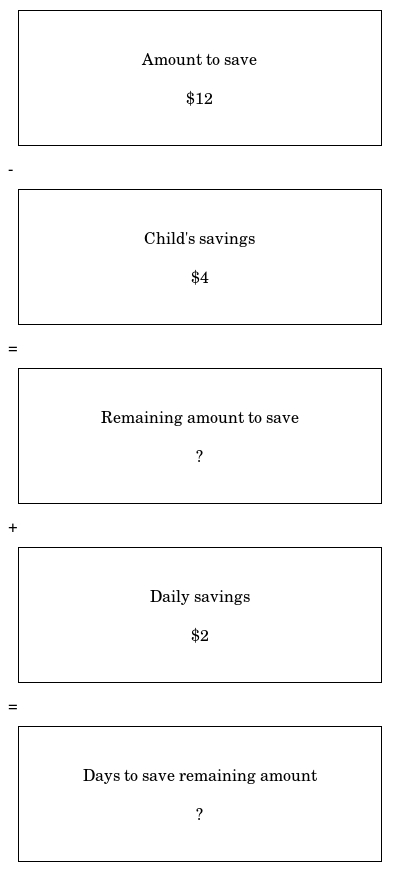 Amount to save
$12
-
Child's savings
$4
=
Remaining amount to save
?
+
Daily savings
$2
=
Days to save remaining amount
?